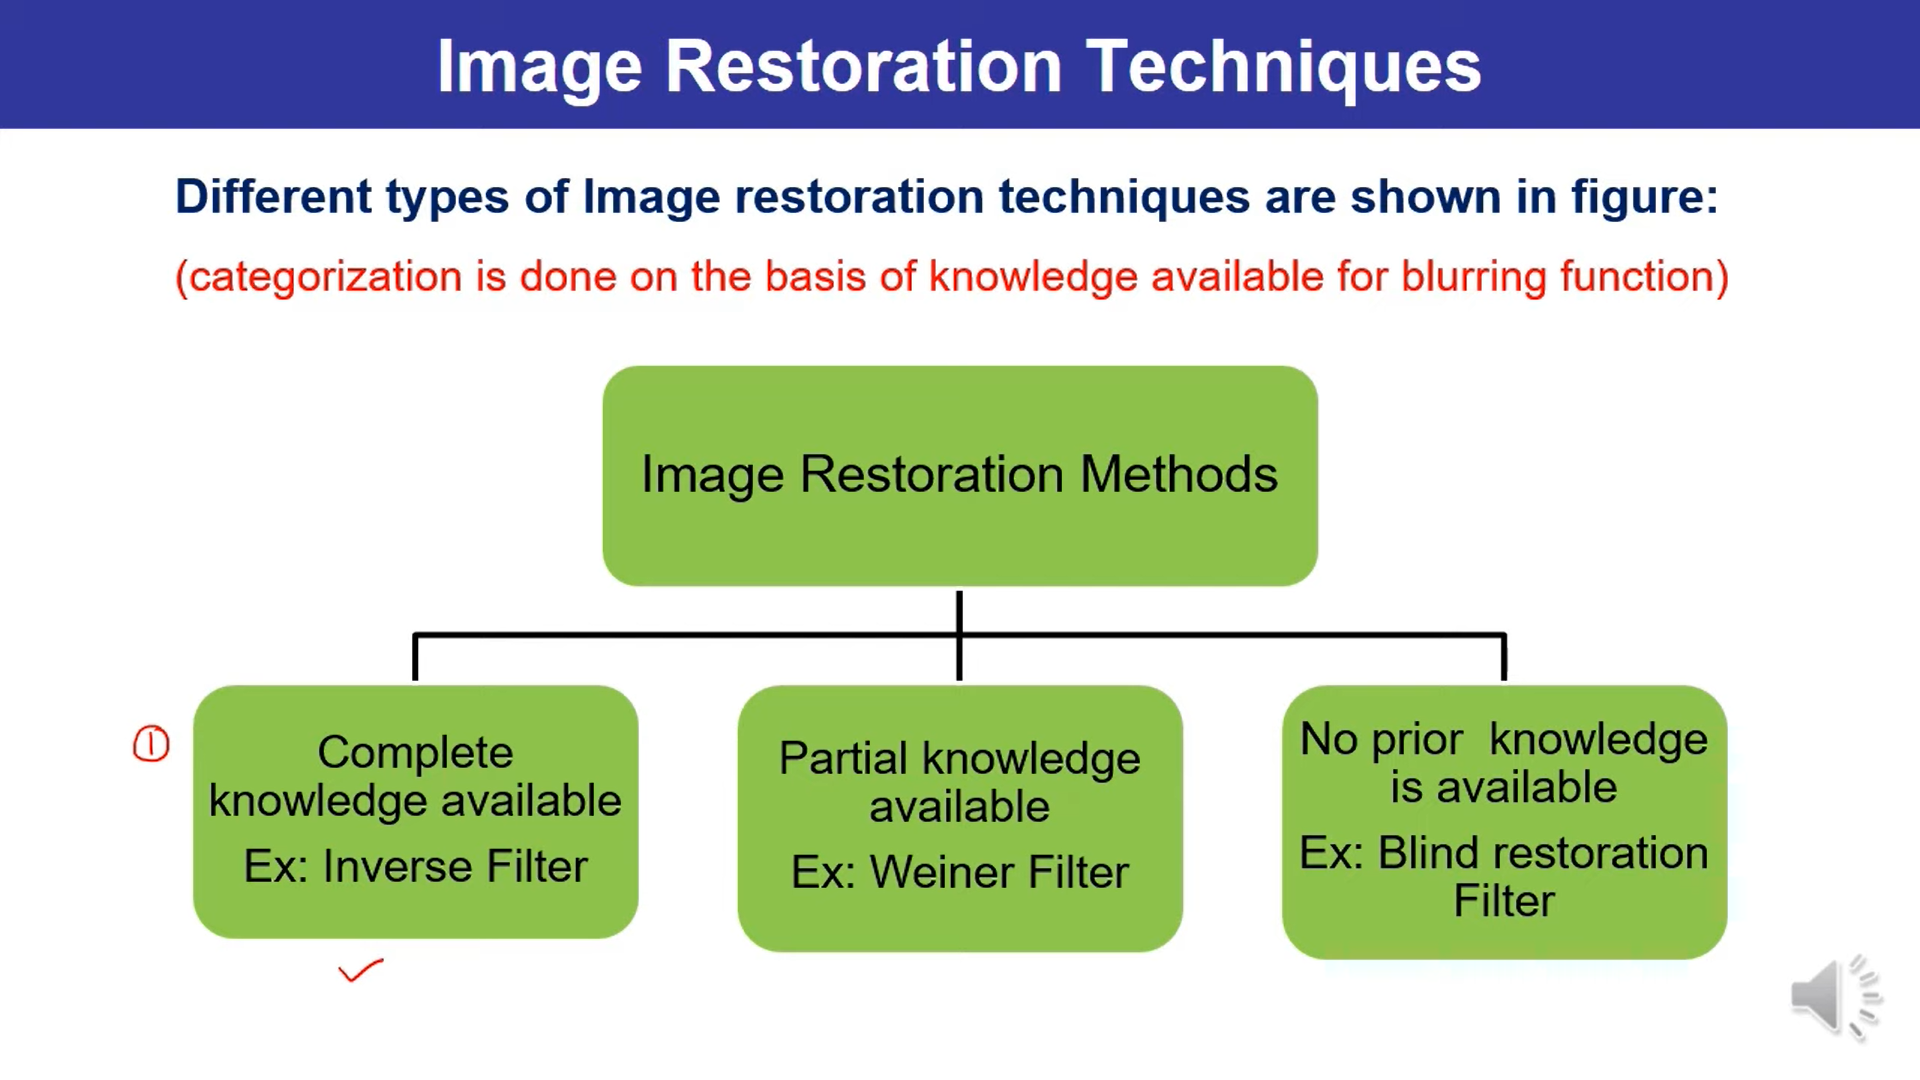 Image Restoration Techniques
Different types of Image restoration techniques are shown in figure:
(categorization is done on the basis of knowledge available for blurring function)
Image Restoration Methods
①
Complete
knowledge available
Ex: Inverse Filter
Partial knowledge
available
Ex: Weiner Filter
No prior  knowledge
is available
Ex: Blind restoration
Filter